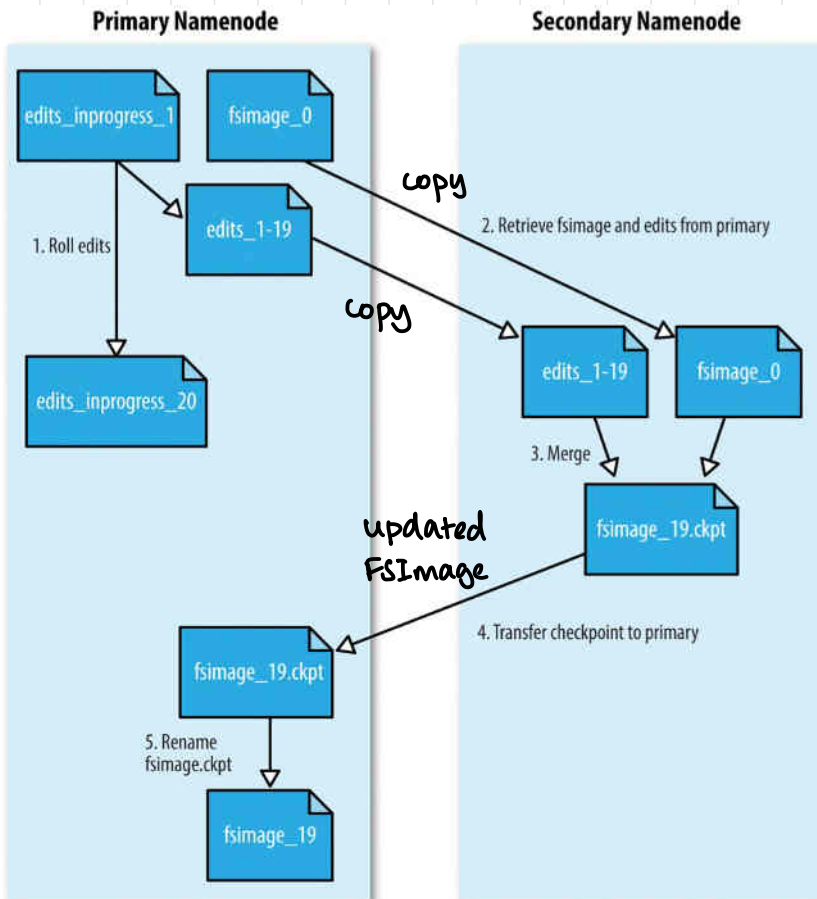 Primary Namenode
Secondary Namenode
edits_inprogress_1
fsimage_0
copy
2. Retrieve fsimage and edits from primary
edits_1-19
1. Roll edits
copy
edits_1-19
fsimage_0
edits_inprogress_20
3. Merge
updated
FSImage
fsimage_19.ckpt
4. Transfer checkpoint to primary
fsimage_19.ckpt
5. Rename
fsimage.ckpt
fsimage_19